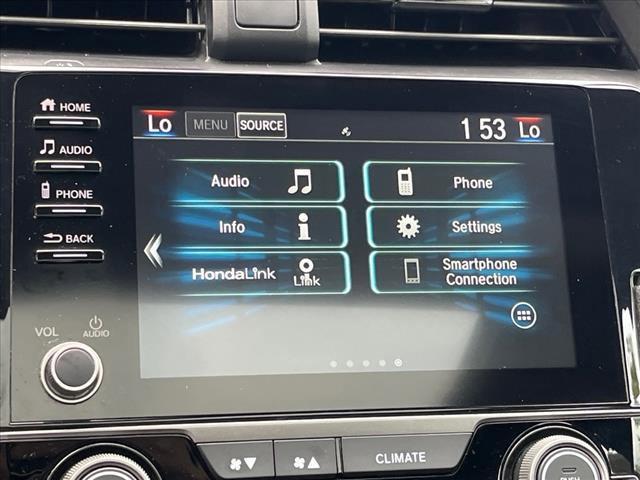 HOME
AUDIO
PHONE
BACK
VOL
AUDIO
Lo MENU SOURCE 1 53 Lo
Audio
Phone
Info
Settings
HondaLink Link
Smartphone
Connection
CLIMATE
PUSH